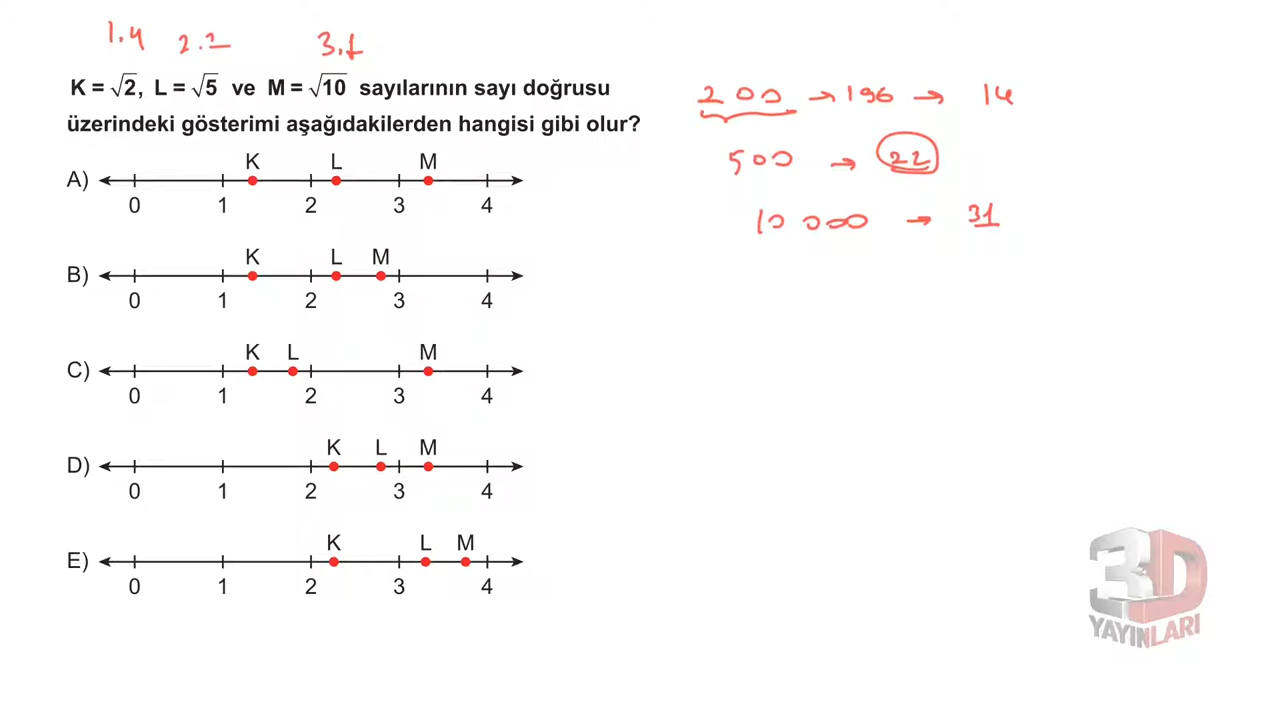 1.4 2.2 3.1
K = √2, L = √5 ve M = √10 sayılarının sayı doğrusu
üzerindeki gösterimi aşağıdakilerden hangisi gibi olur?
200 → 196 → 14
500 → 22
10 000 → 31
K L M
A)
0 1 2 3 4
K L M
B)
0 1 2 3 4
K L M
C)
0 1 2 3 4
K L M
D)
0 1 2 3 4
K L M
E)
0 1 2 3 4
3D
YAYINLARI